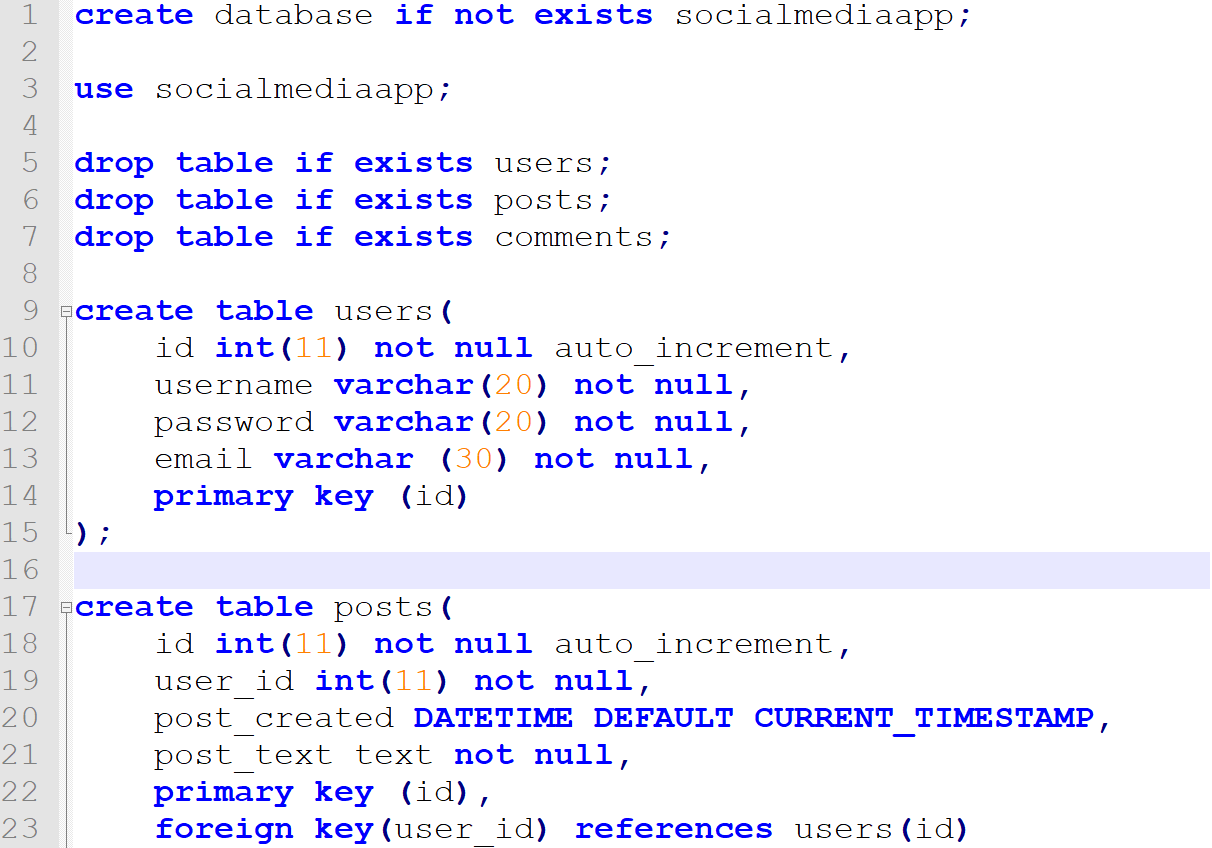 1 create database if not exists socialmediaapp;
2
3 use socialmediaapp;
4
5 drop table if exists users;
6 drop table if exists posts;
7 drop table if exists comments;
8
9 create table users(
10 id int(11) not null auto_increment,
11 username varchar(20) not null,
12 password varchar(20) not null,
13 email varchar (30) not null,
14 primary key (id)
15 );
16
17 create table posts(
18 id int(11) not null auto_increment,
19 user_id int(11) not null,
20 post_created DATETIME DEFAULT CURRENT_TIMESTAMP,
21 post_text text not null,
22 primary key (id),
23 foreign key(user_id) references users(id)